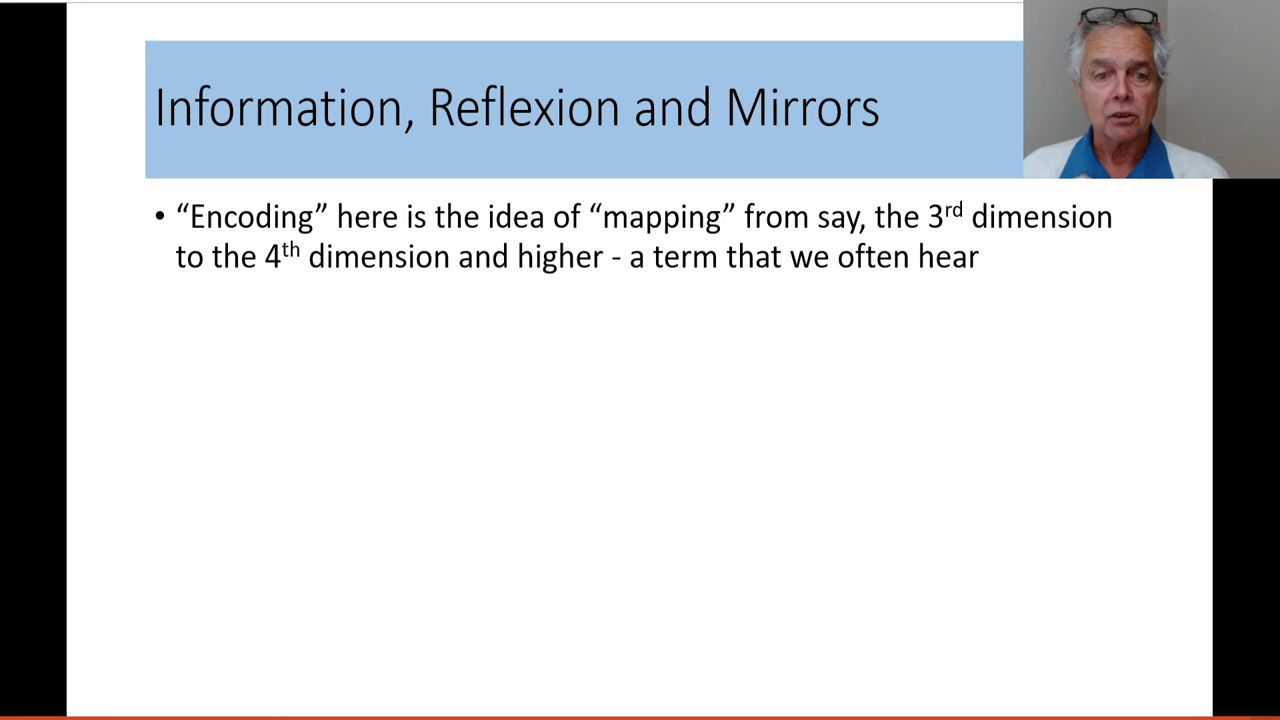 Information, Reflexion and Mirrors
• “Encoding” here is the idea of “mapping” from say, the 3rd dimension
to the 4th dimension and higher - a term that we often hear